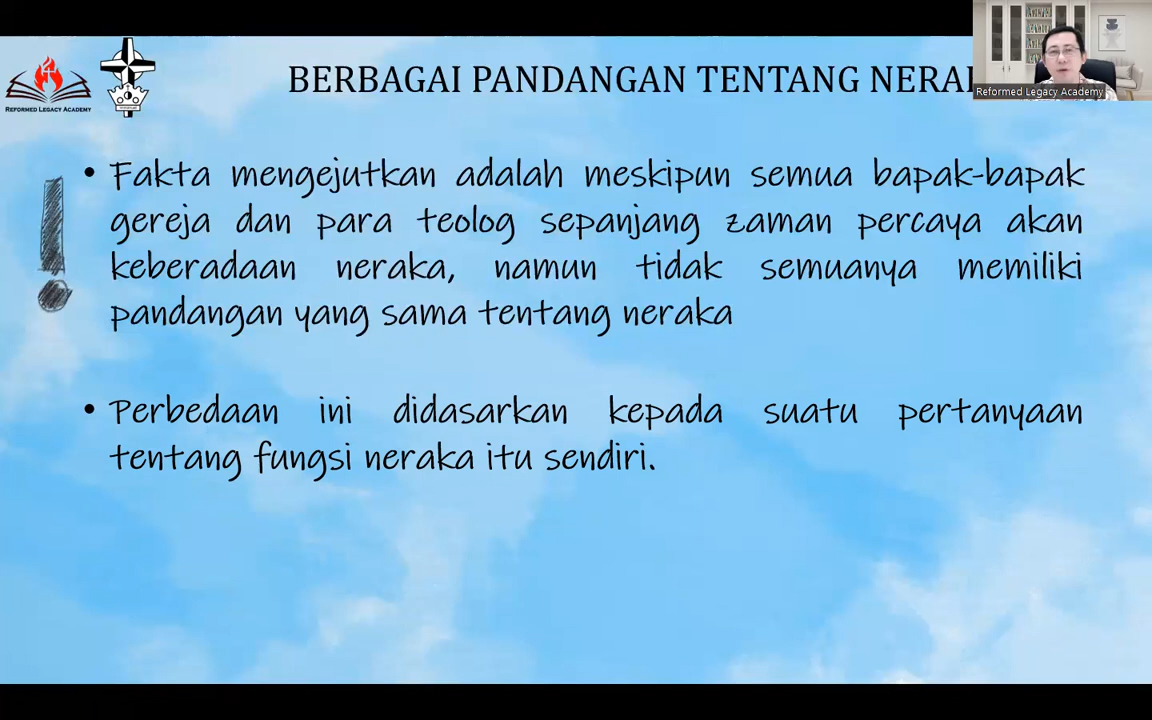 BERBAGAI PANDANGAN TENTANG
Reformed Legacy Academy
REFORMED LEGACY ACADEMY
• Fakta mengejutkan adalah meskipun semua bapak-bapak
gereja dan para teolog sepanjang zaman percaya akan
keberadaan neraka, namun tidak semuanya memiliki
pandangan yang sama tentang neraka
• Perbedaan ini didasarkan kepada suatu pertanyaan
tentang fungsi neraka itu sendiri.